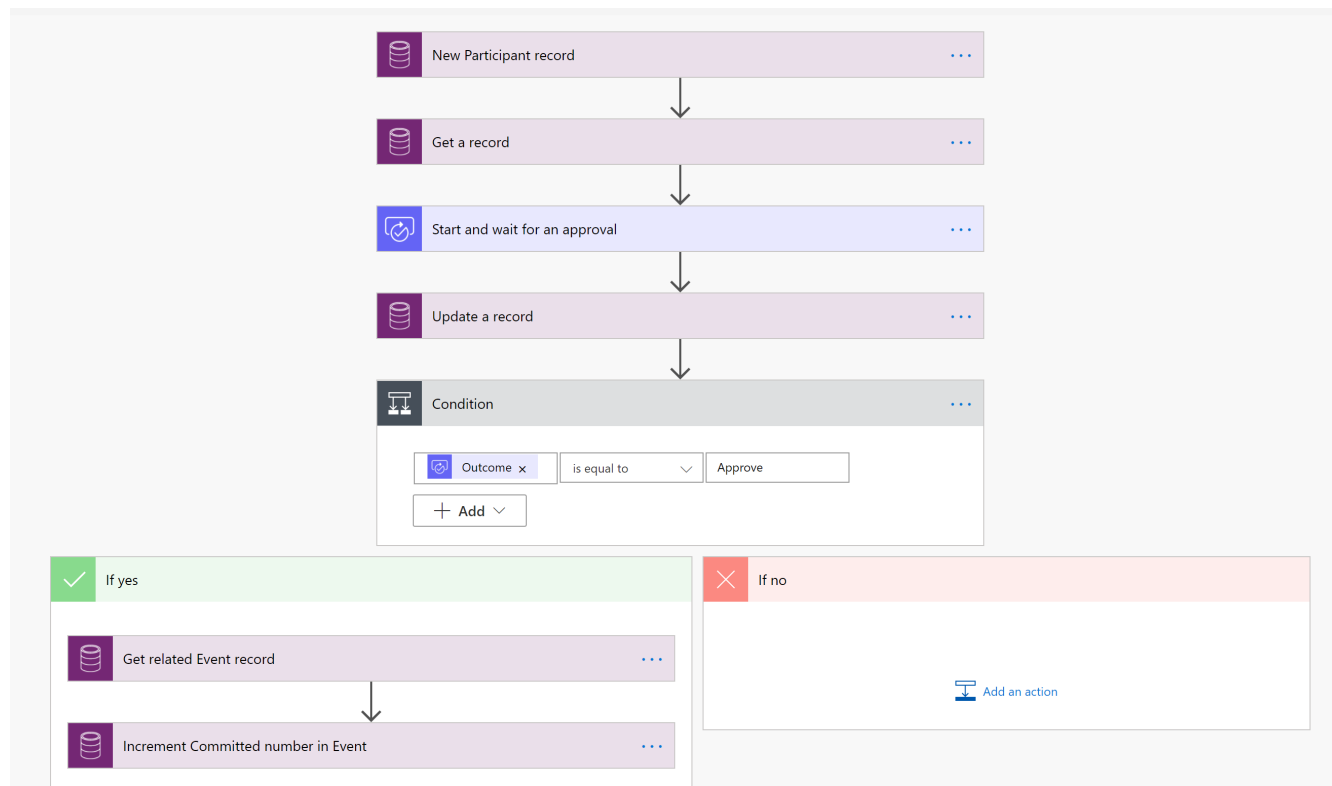 New Participant record
Get a record
Start and wait for an approval
Update a record
Condition
Outcome x is equal to Approve
+ Add
If yes
If no
Get related Event record
Add an action
Increment Committed number in Event